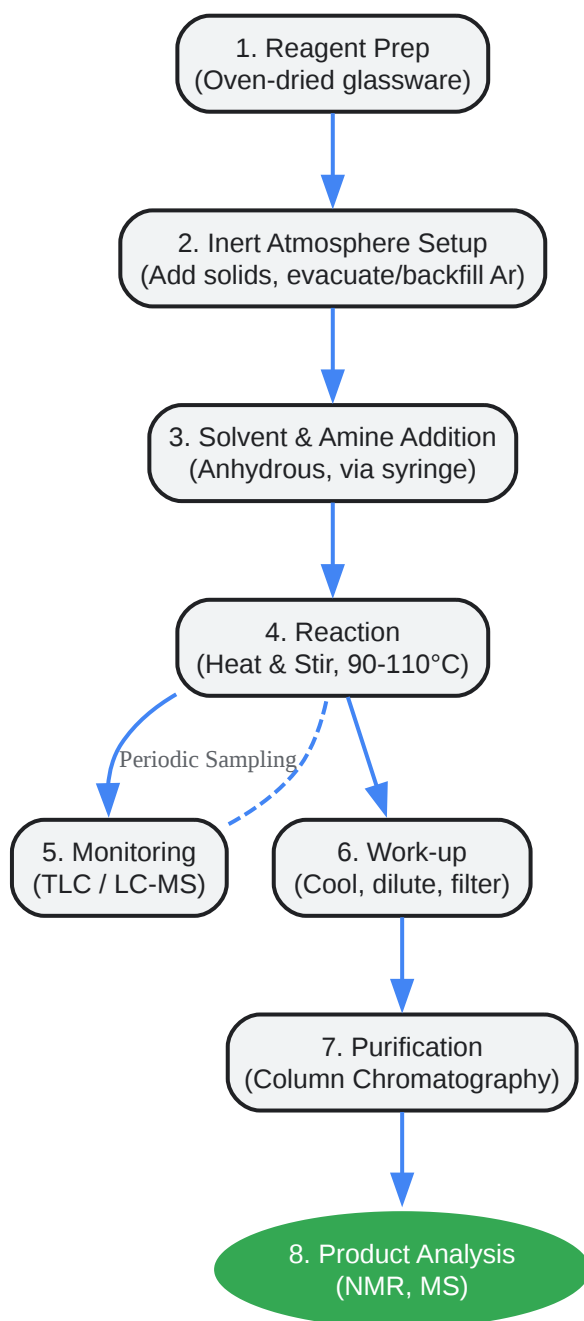 1. Reagent Prep
(Oven-dried glassware)
2. Inert Atmosphere Setup
(Add solids, evacuate/backfill Ar)
3. Solvent & Amine Addition
(Anhydrous, via syringe)
4. Reaction
(Heat & Stir, 90-110°C)
Periodic Sampling
5. Monitoring
(TLC / LC-MS)
6. Work-up
(Cool, dilute, filter)
7. Purification
(Column Chromatography)
8. Product Analysis
(NMR, MS)